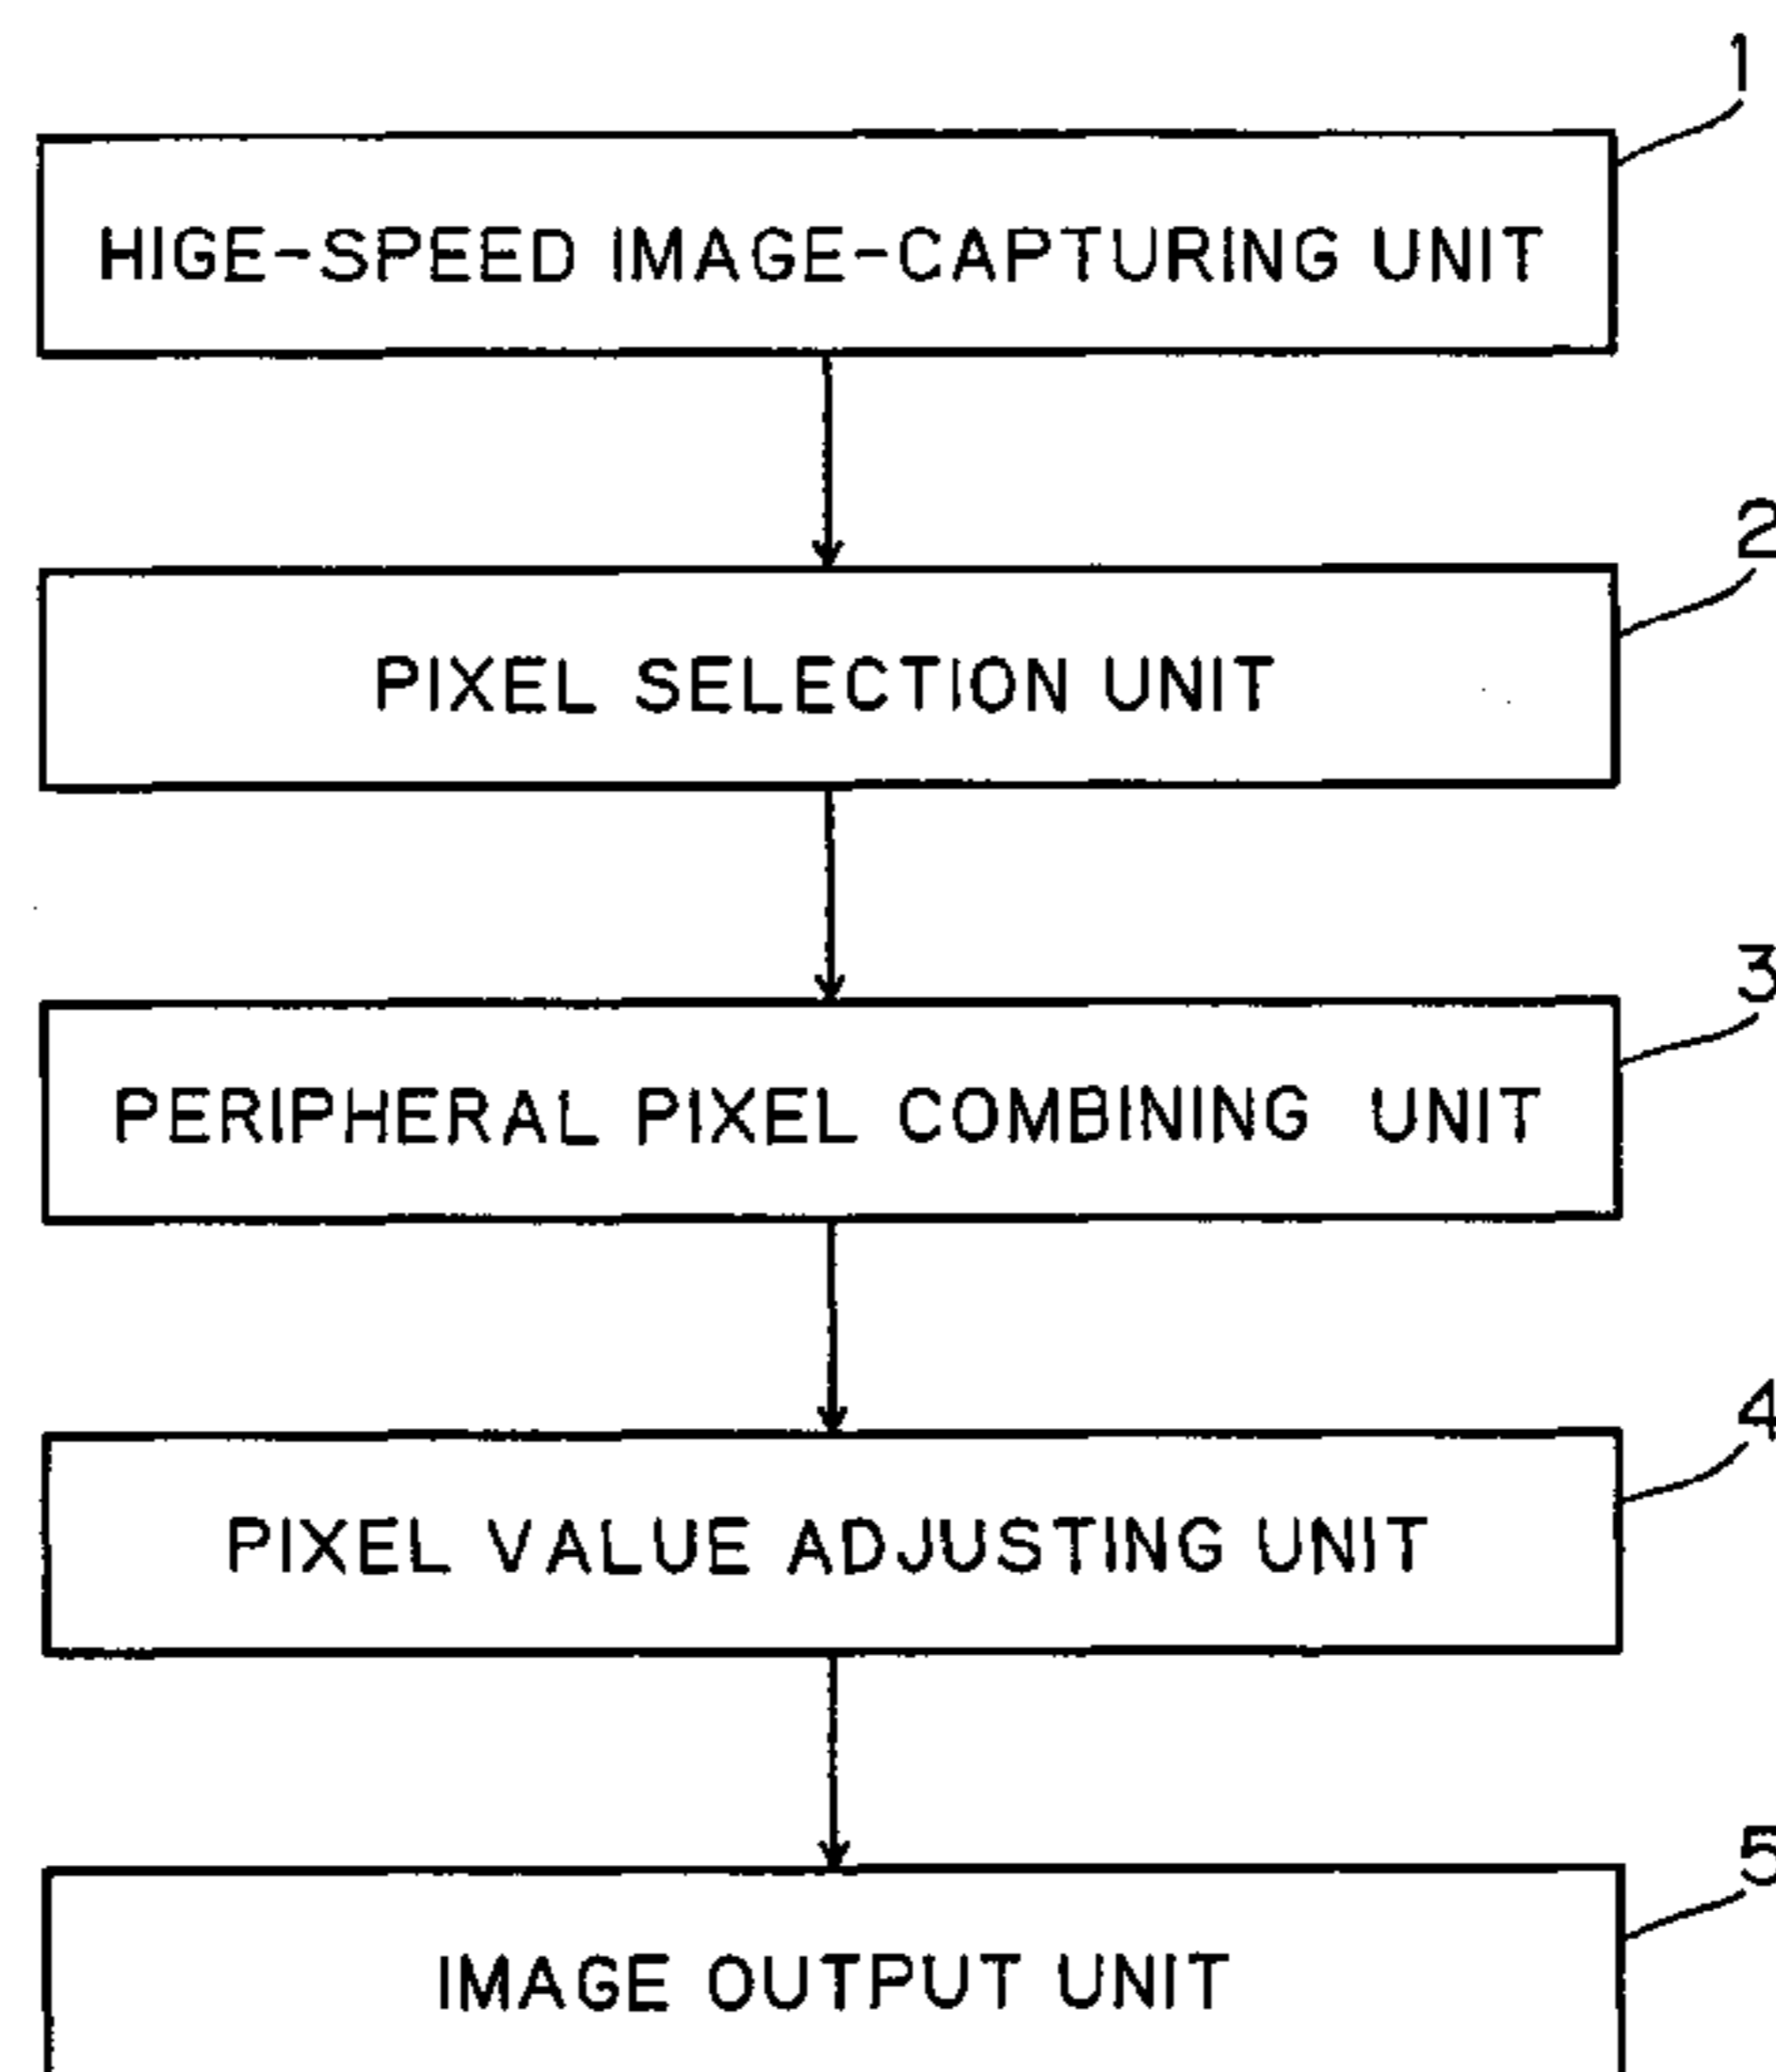 1
HIGE-SPEED IMAGE-CAPTURING UNIT
2
PIXEL SELECTION UNIT
3
PERIPHERAL PIXEL COMBINING UNIT
4
PIXEL VALUE ADJUSTING UNIT
5
IMAGE OUTPUT UNIT